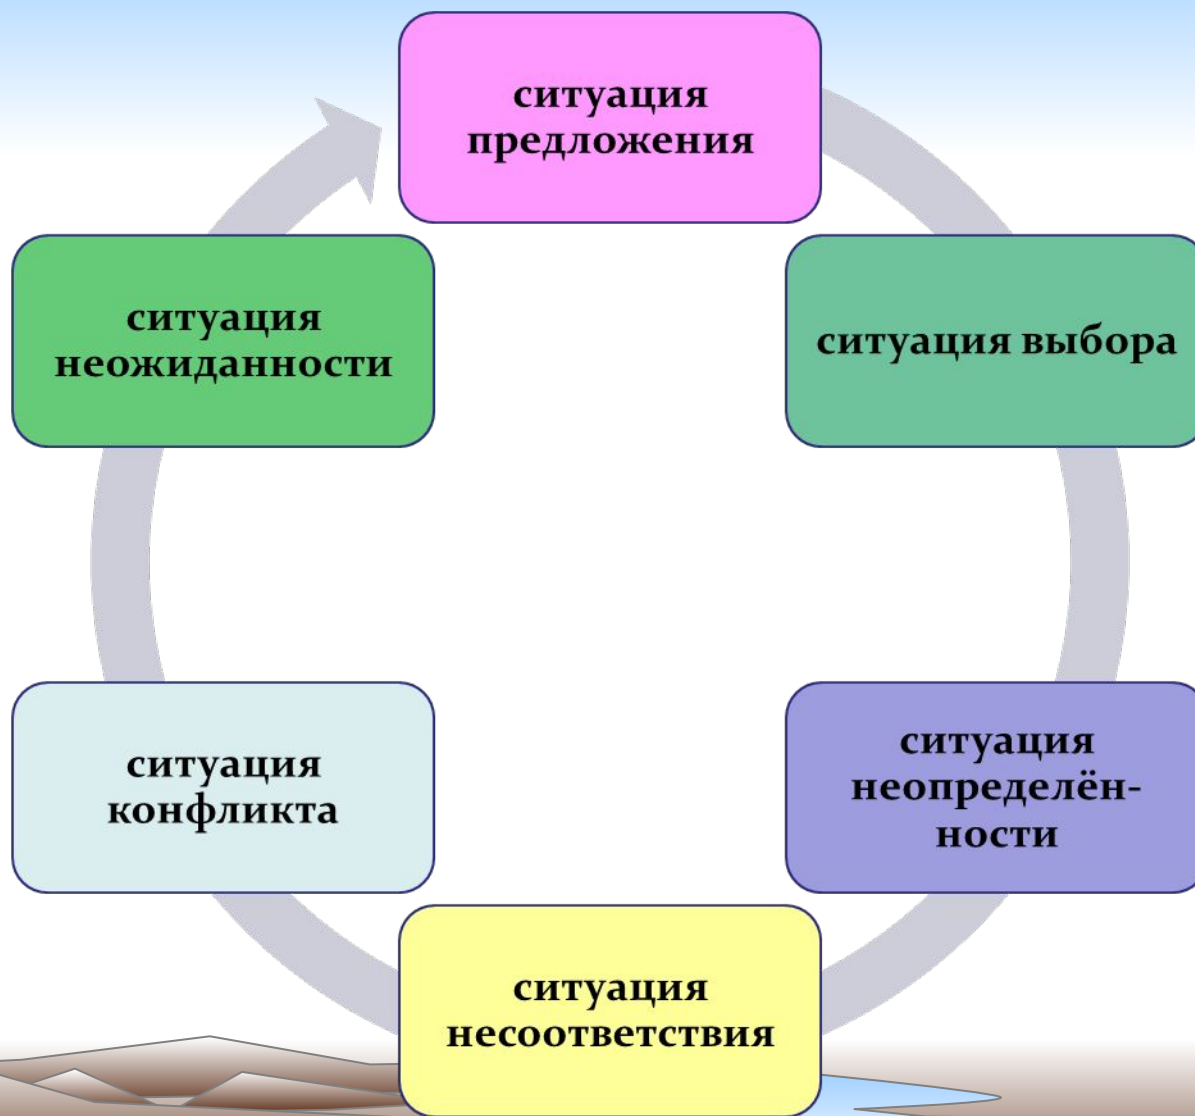 ситуация
предложения
ситуация выбора
ситуация
неопределён-
ности
ситуация
несоответствия
ситуация
конфликта
ситуация
неожиданности